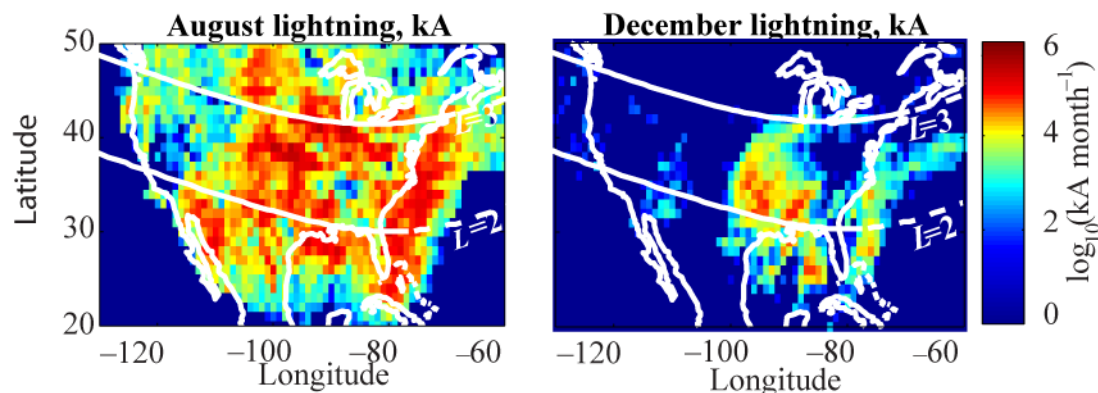 August lightning, kA
December lightning, kA
50
40
30
20
Latitude
L=3
L=2
−120
−100
−80
−60
Longitude
L=3
L=2
−120
−100
−80
−60
Longitude
6
4
2
0
log10(kA month−1)